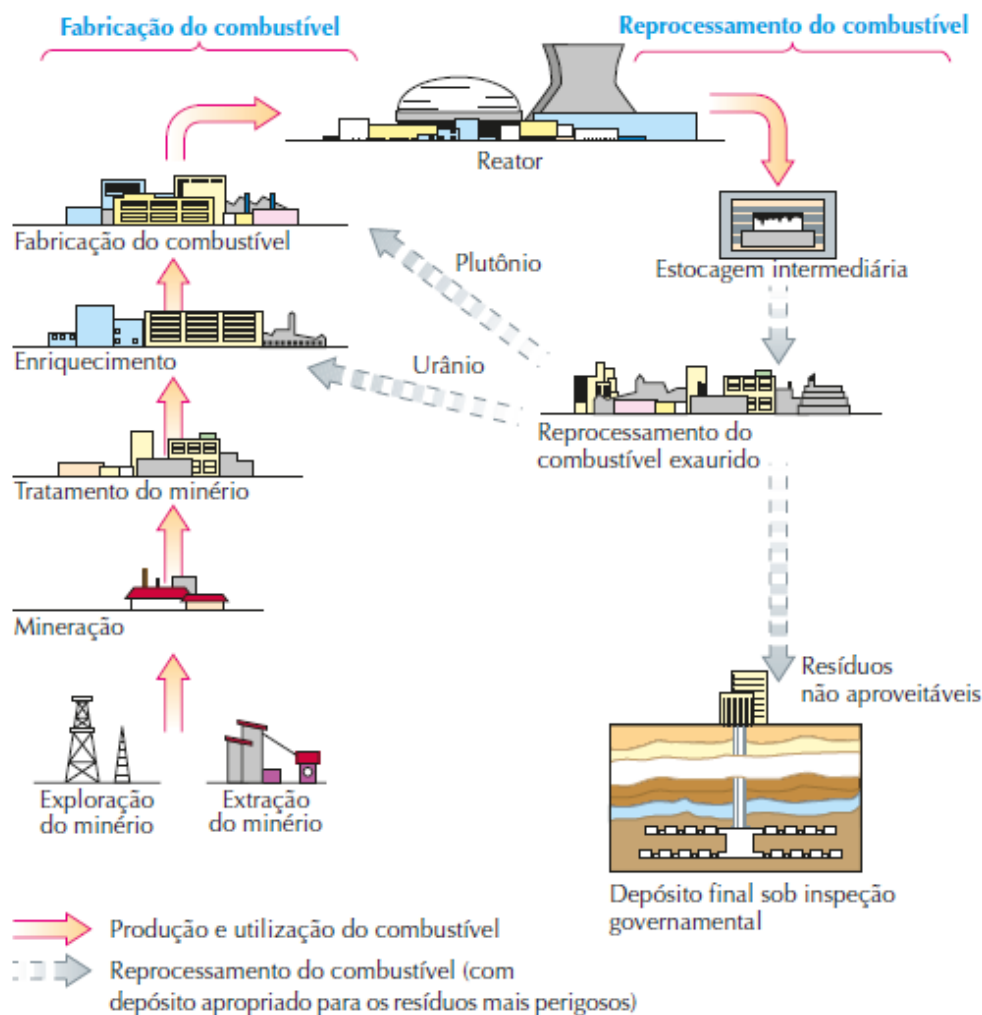 Fabricação do combustível
Reprocessamento do combustível
Reator
Fabricação do combustível
Plutônio
Estocagem intermediária
Enriquecimento
Urânio
Reprocessamento do
combustível exaurido
Tratamento do minério
Mineração
Resíduos
não aproveitáveis
Exploração
do minério
Extração
do minério
Depósito final sob inspeção
governamental
Produção e utilização do combustível
Reprocessamento do combustível (com
depósito apropriado para os resíduos mais perigosos)